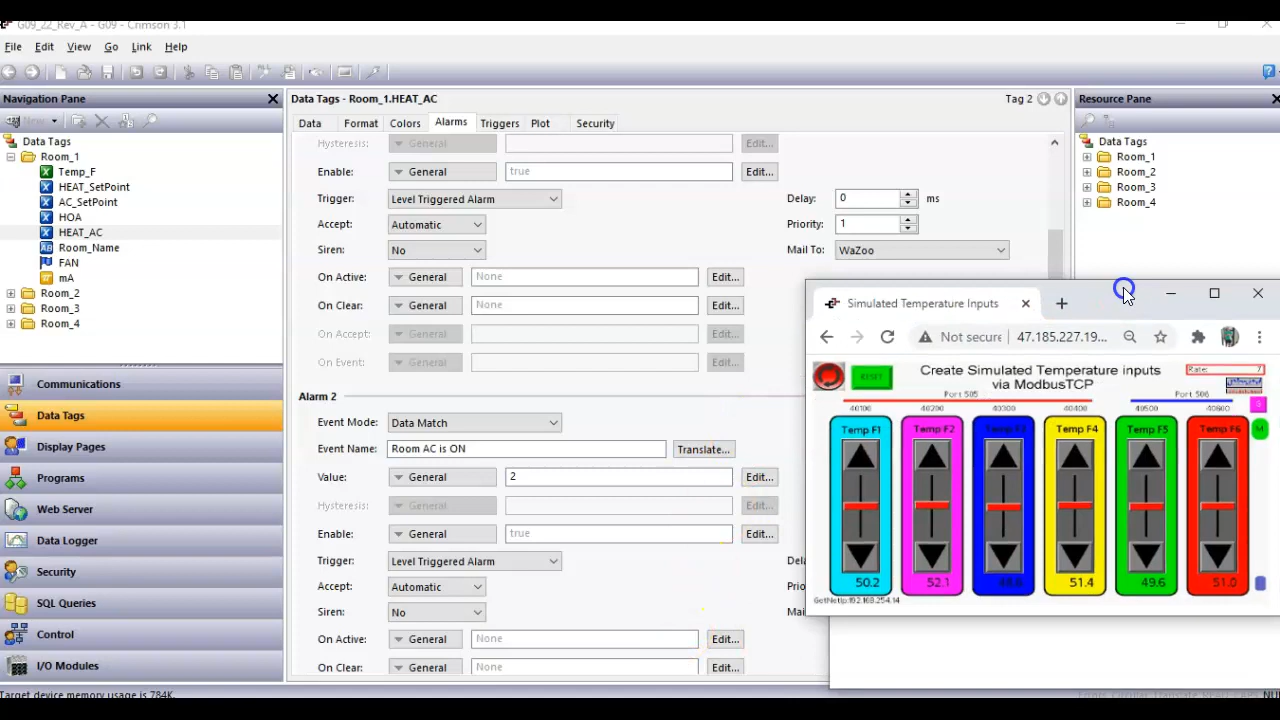 G09_22_Rev_A - G09 - Crimson 3.1
File Edit View Go Link Help
Navigation Pane
New
Data Tags
Room_1
Temp_F
HEAT_SetPoint
AC_SetPoint
HOA
HEAT_AC
Room_Name
FAN
mA
Room_2
Room_3
Room_4
Communications
Data Tags
Display Pages
Programs
Web Server
Data Logger
Security
SQL Queries
Control
I/O Modules
Target device memory usage is 784K.
Data Tags - Room_1.HEAT_AC
Tag 2
Data Format Colors Alarms Triggers Plot Security
Hysteresis: General Edit...
Enable: General true Edit...
Trigger: Level Triggered Alarm Delay: 0 ms
Accept: Automatic Priority: 1
Siren: No Mail To: WaZoo
On Active: General None Edit...
On Clear: General None Edit...
On Accept: General Edit...
On Event: General Edit...
Alarm 2
Event Mode: Data Match
Event Name: Room AC is ON Translate...
Value: General 2 Edit...
Hysteresis: General Edit...
Enable: General true Edit...
Trigger: Level Triggered Alarm
Accept: Automatic
Siren: No
On Active: General None Edit...
On Clear: General None Edit...
Resource Pane
Data Tags
Room_1
Room_2
Room_3
Room_4
Simulated Temperature Inputs
Not secure 47.185.227.19...
RESET
Create Simulated Temperature inputs
via ModbusTCP
Rate: 7
Port 505 Port 506
40100 40200 40300 40400 40500 40600
Temp F1 Temp F2 Temp F4 Temp F5 Temp F6
50.2 52.1 51.4 49.6 51.0
M
GetNetIp:192.168.254.14